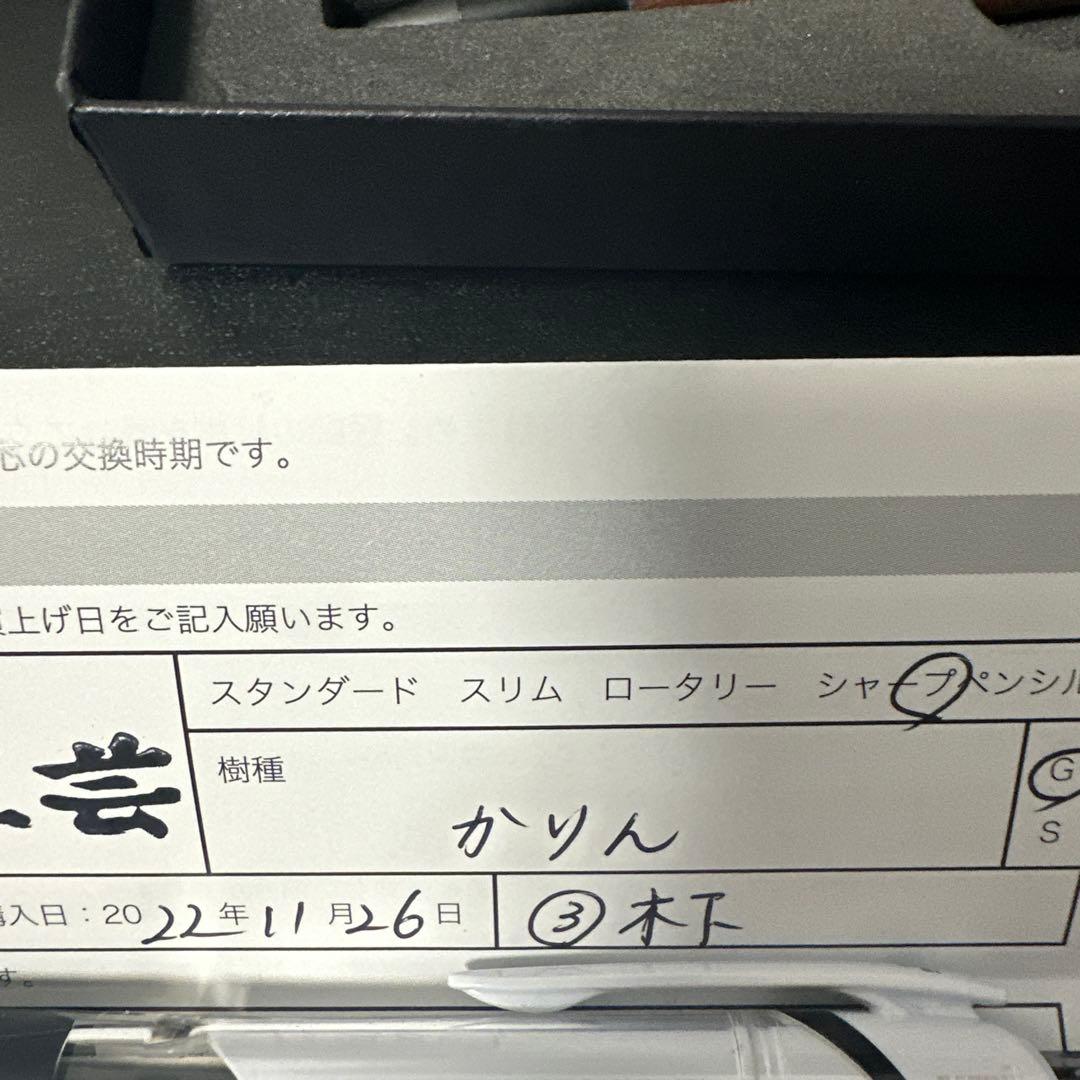 芯の交換時期です。
上げ日をご記入願います。
スタンダード スリム ロータリー シャープペンシル
芸
樹種
かりん
G
S
購入日：2022年11月26日
③木下
す。